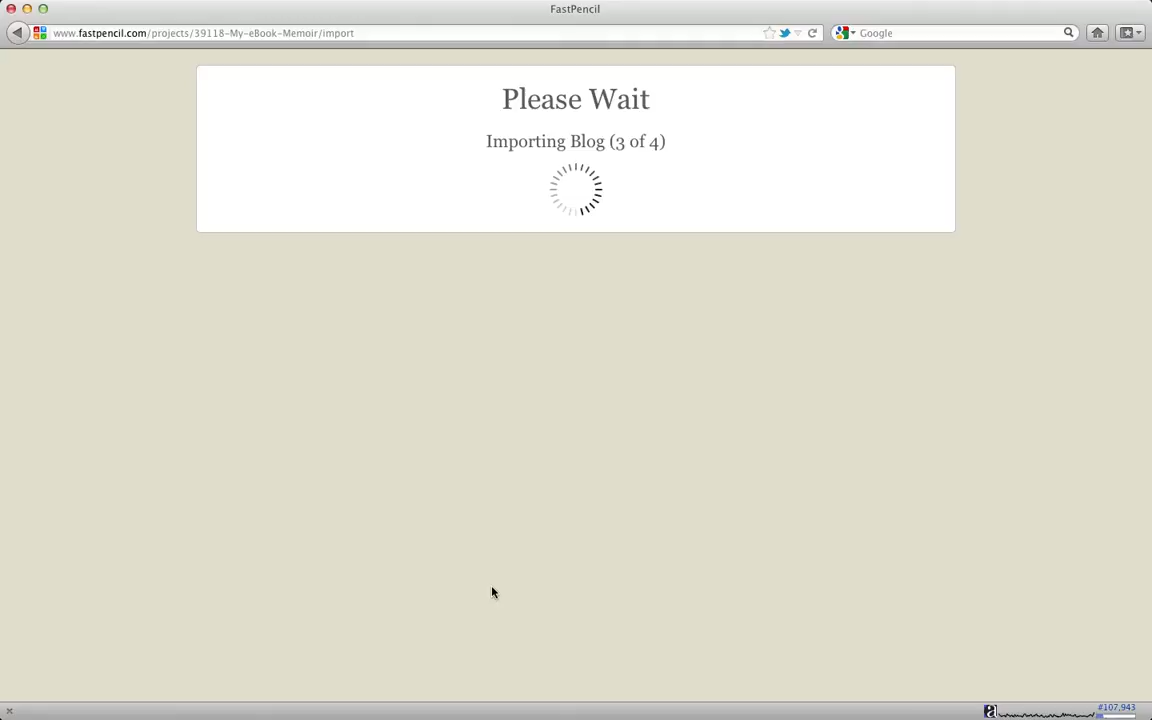 FastPencil
www.fastpencil.com/projects/39118-My-eBook-Memoir/import
Google
Please Wait
Importing Blog (3 of 4)
#107,943